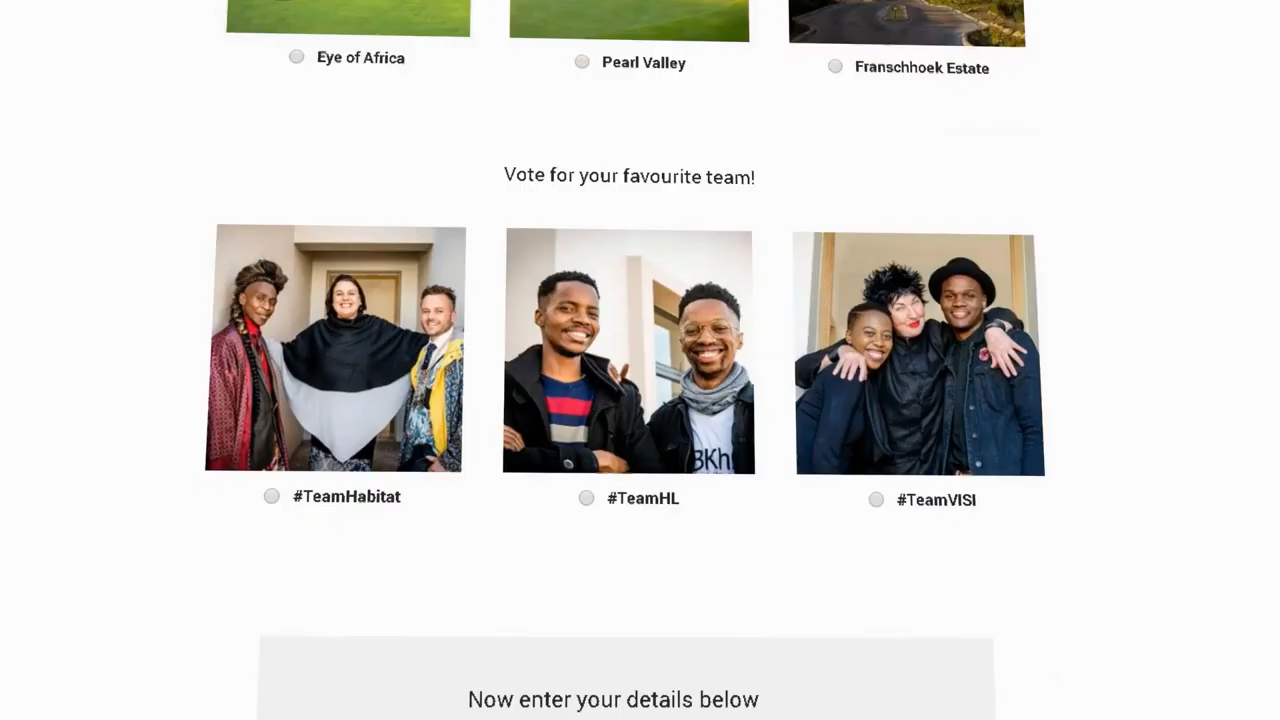 Eye of Africa
Pearl Valley
Franschhoek Estate
Vote for your favourite team!
BKh
#TeamHabitat
#TeamHL
#TeamVISI
Now enter your details below